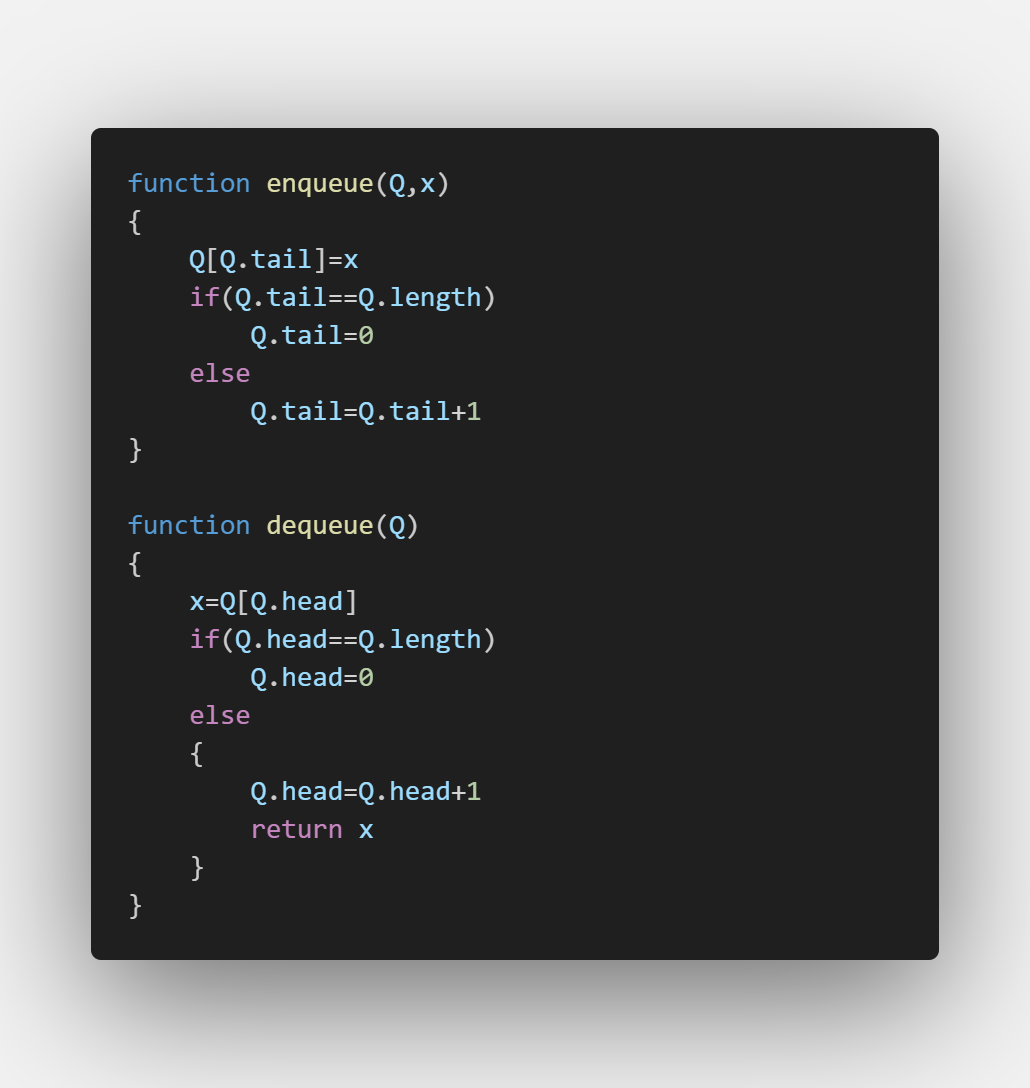 function enqueue(Q,x)
{
    Q[Q.tail]=x
    if(Q.tail==Q.length)
        Q.tail=0
    else
        Q.tail=Q.tail+1
}

function dequeue(Q)
{
    x=Q[Q.head]
    if(Q.head==Q.length)
        Q.head=0
    else
    {
        Q.head=Q.head+1
        return x
    }
}